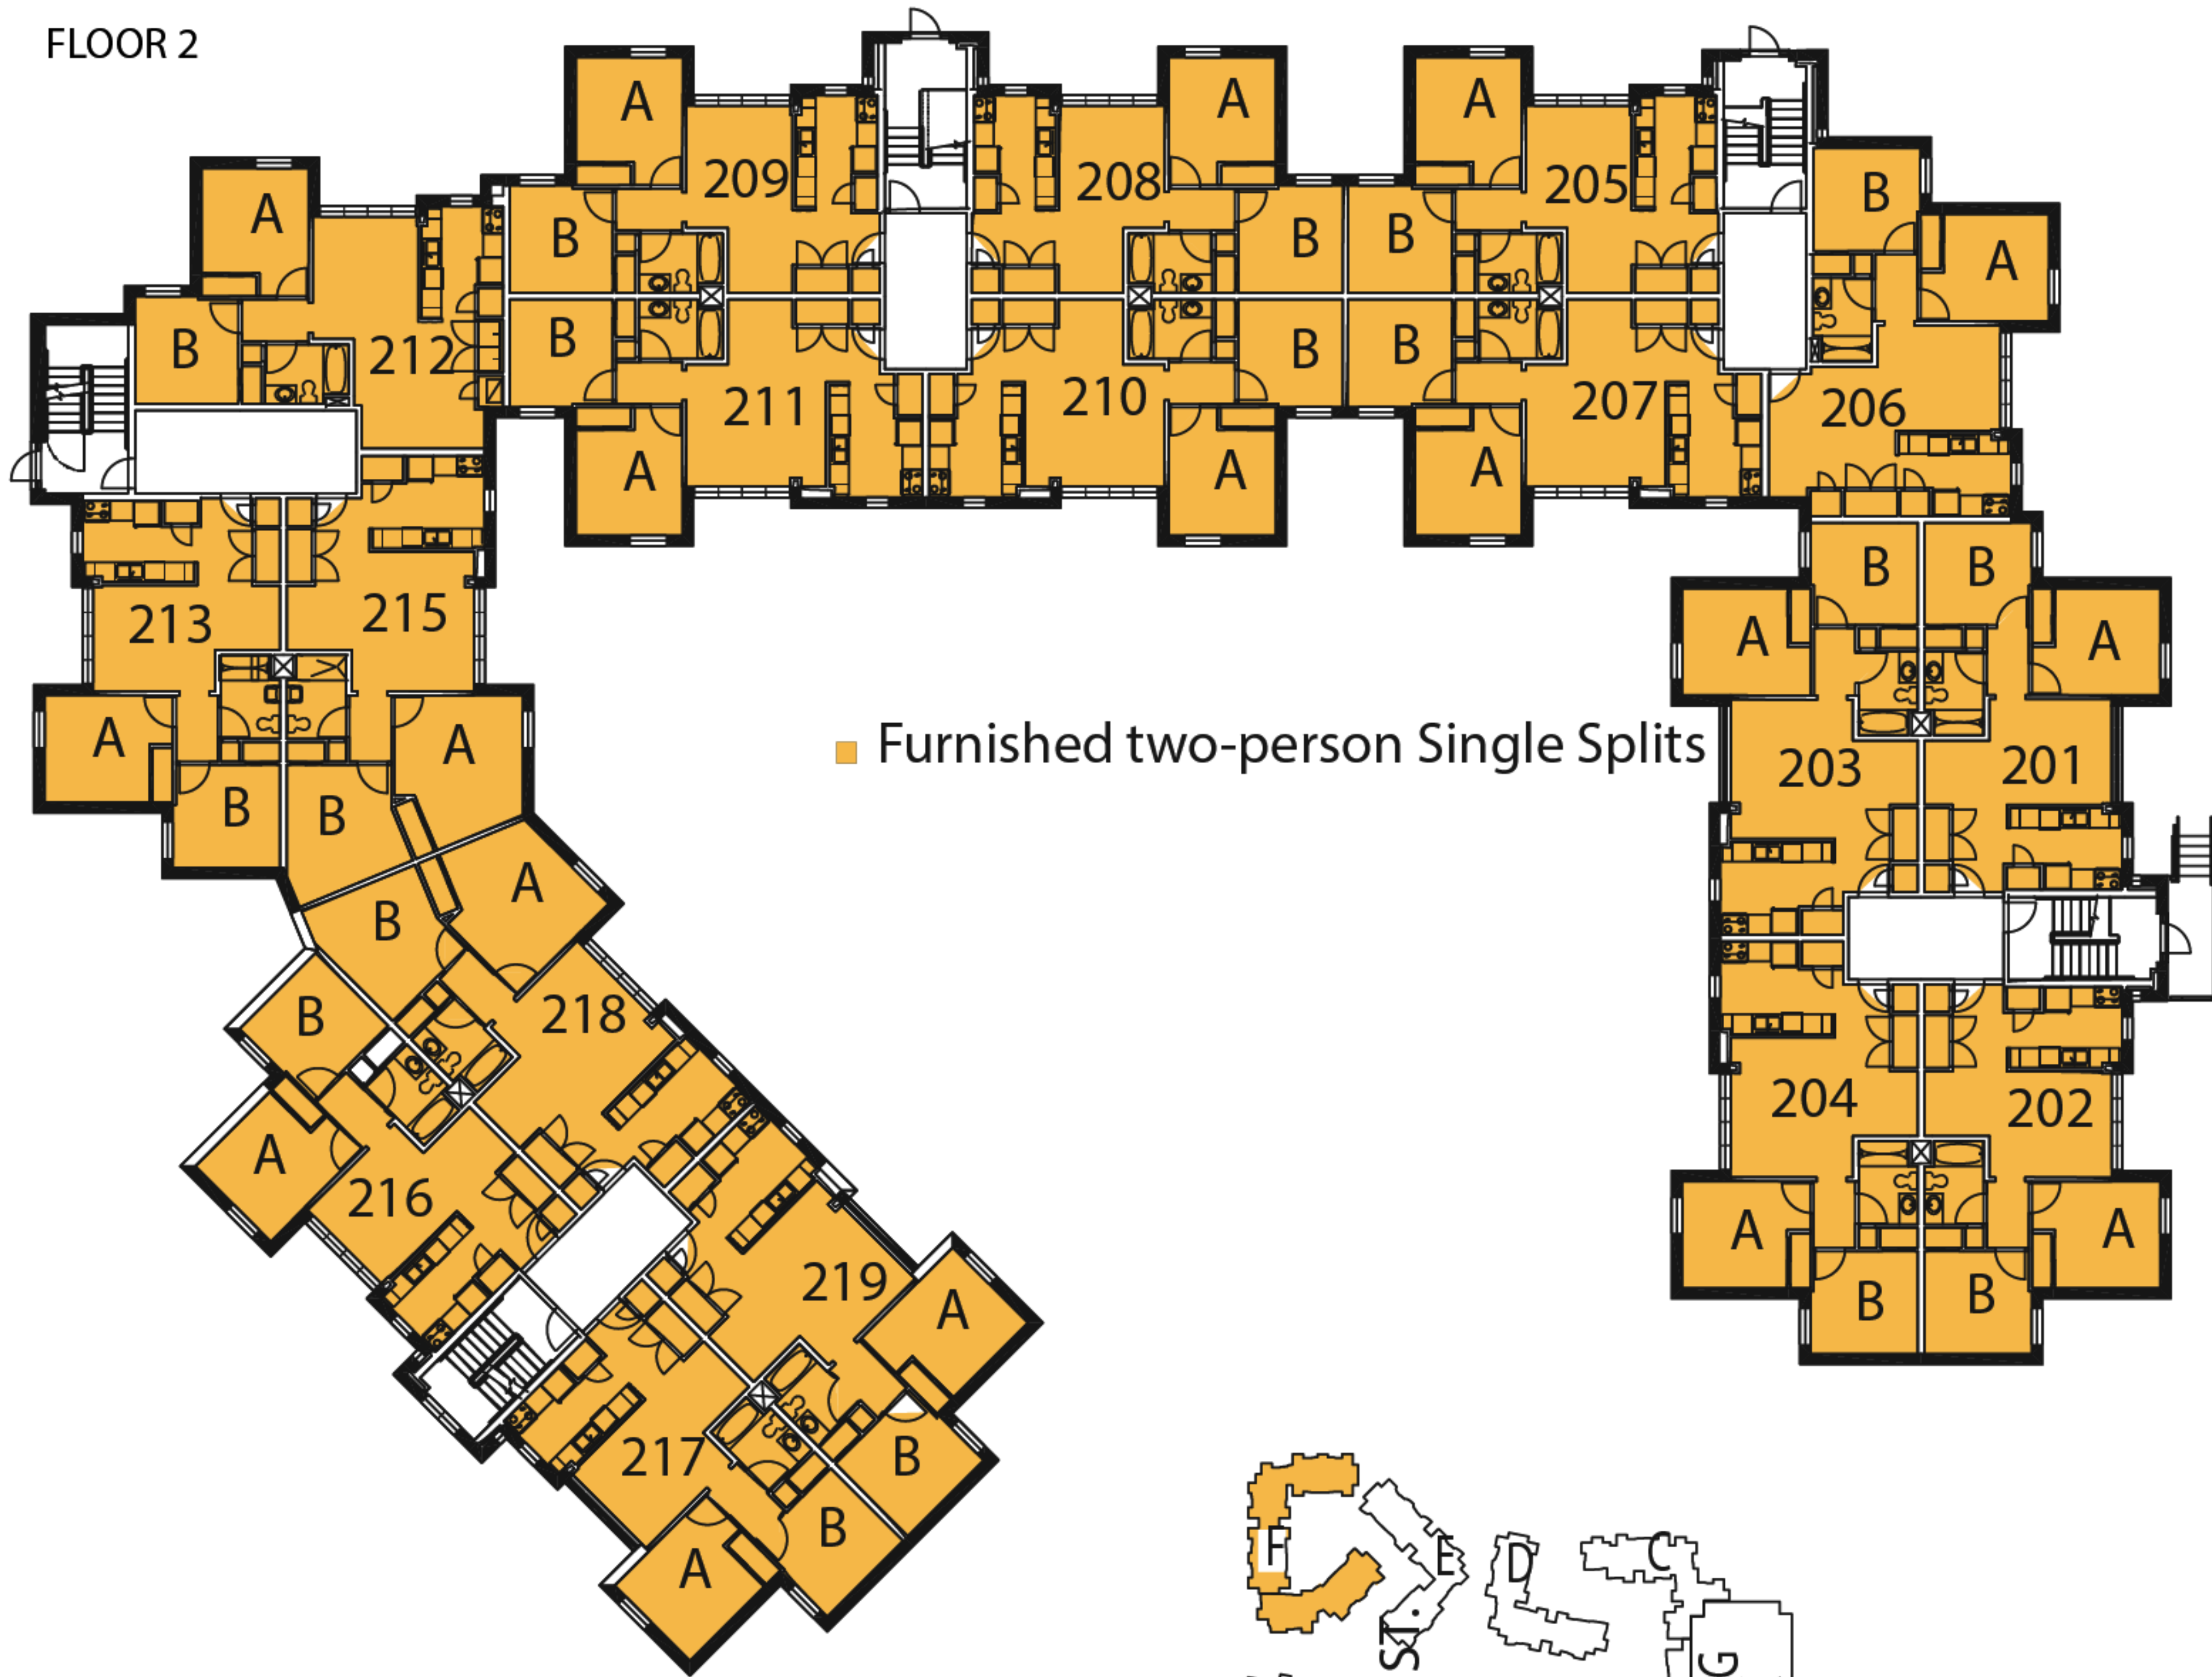 FLOOR 2
A
A
A
A
209
208
205
B
A
B
B
B
B
A
B
212
B
B
B
211
210
207
206
A
A
A
213
215
B
B
A
A
A
A
203
201
B
B
Furnished two-person Single Splits
A
B
B
218
A
216
204
202
219
A
A
A
B
B
217
B
B
A
F
E
D
C
ST
G